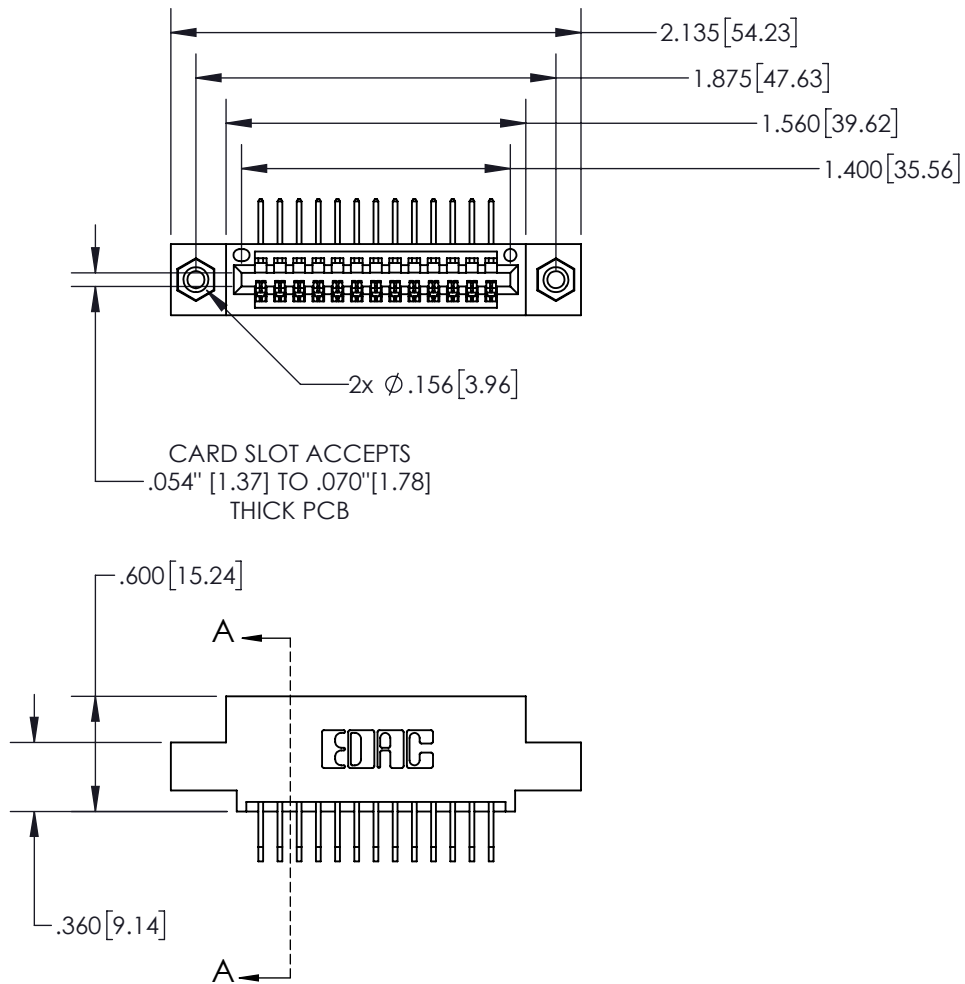 2.135[54.23]
1.875[47.63]
1.560[39.62]
1.400[35.56]
2x Ø.156[3.96]
CARD SLOT ACCEPTS
.054" [1.37] TO .070"[1.78]
THICK PCB
.600[15.24]
A
EDAC
.360[9.14]
A